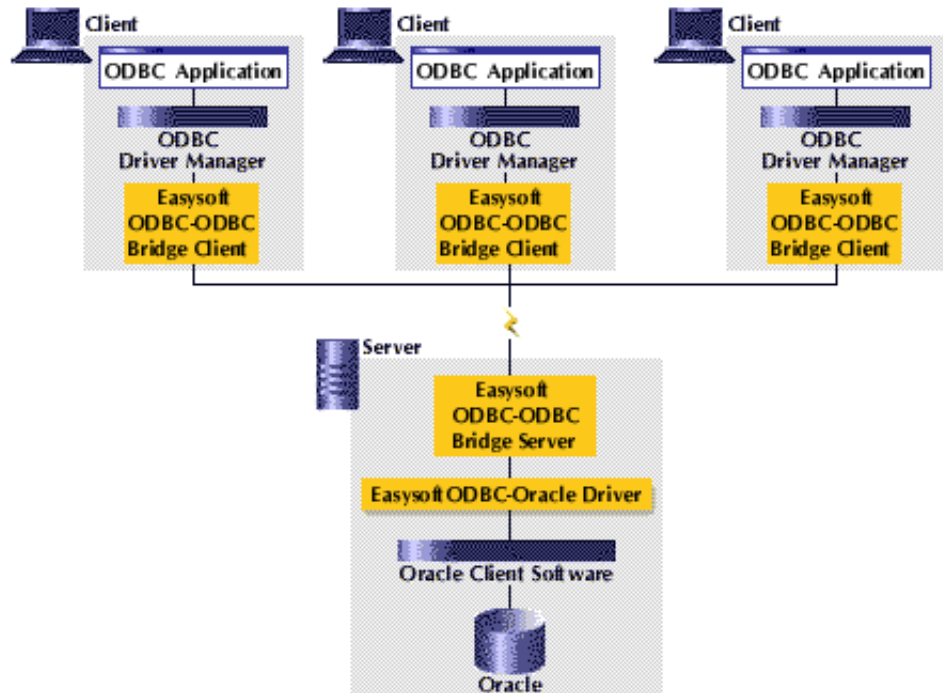 Client
ODBC Application
ODBC
Driver Manager
Easysoft
ODBC-ODBC
Bridge Client
Client
ODBC Application
ODBC
Driver Manager
Easysoft
ODBC-ODBC
Bridge Client
Client
ODBC Application
ODBC
Driver Manager
Easysoft
ODBC-ODBC
Bridge Client
Server
Easysoft
ODBC-ODBC
Bridge Server
Easysoft ODBC-Oracle Driver
Oracle Client Software
Oracle